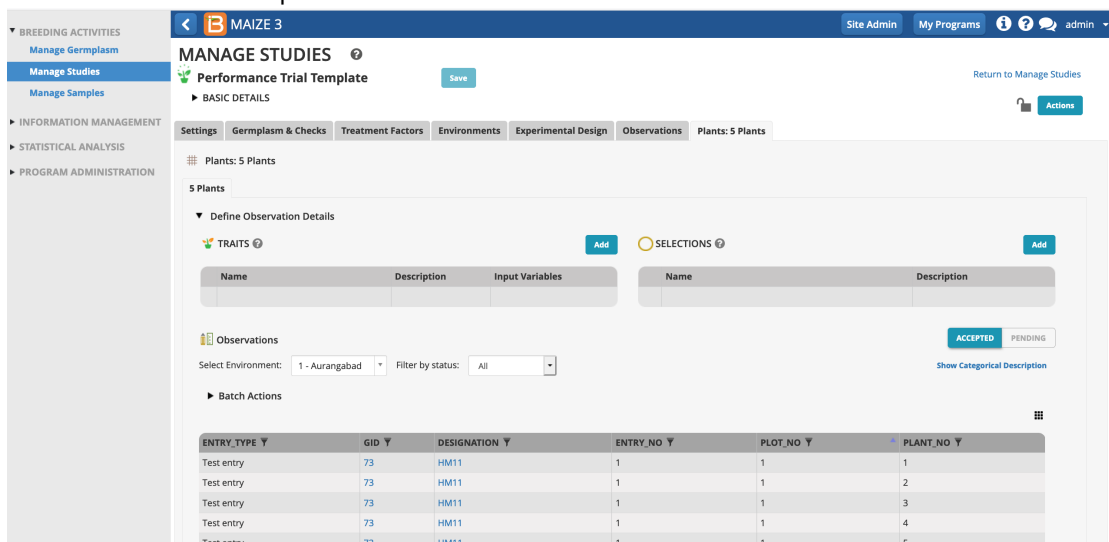 BREEDING ACTIVITIES
Manage Germplasm
Manage Studies
Manage Samples
INFORMATION MANAGEMENT
STATISTICAL ANALYSIS
PROGRAM ADMINISTRATION
B MAIZE 3 Site Admin My Programs admin
MANAGE STUDIES
Performance Trial Template Save Return to Manage Studies
BASIC DETAILS Actions
Settings Germplasm & Checks Treatment Factors Environments Experimental Design Observations Plants: 5 Plants
Plants: 5 Plants
5 Plants
Define Observation Details
TRAITS Add SELECTIONS Add
Name Description Input Variables Name Description
Observations ACCEPTED PENDING
Select Environment: 1 - Aurangabad Filter by status: All Show Categorical Description
Batch Actions
ENTRY_TYPE GID DESIGNATION ENTRY_NO PLOT_NO PLANT_NO
Test entry 73 HM11 1 1 1
Test entry 73 HM11 1 1 2
Test entry 73 HM11 1 1 3
Test entry 73 HM11 1 1 4